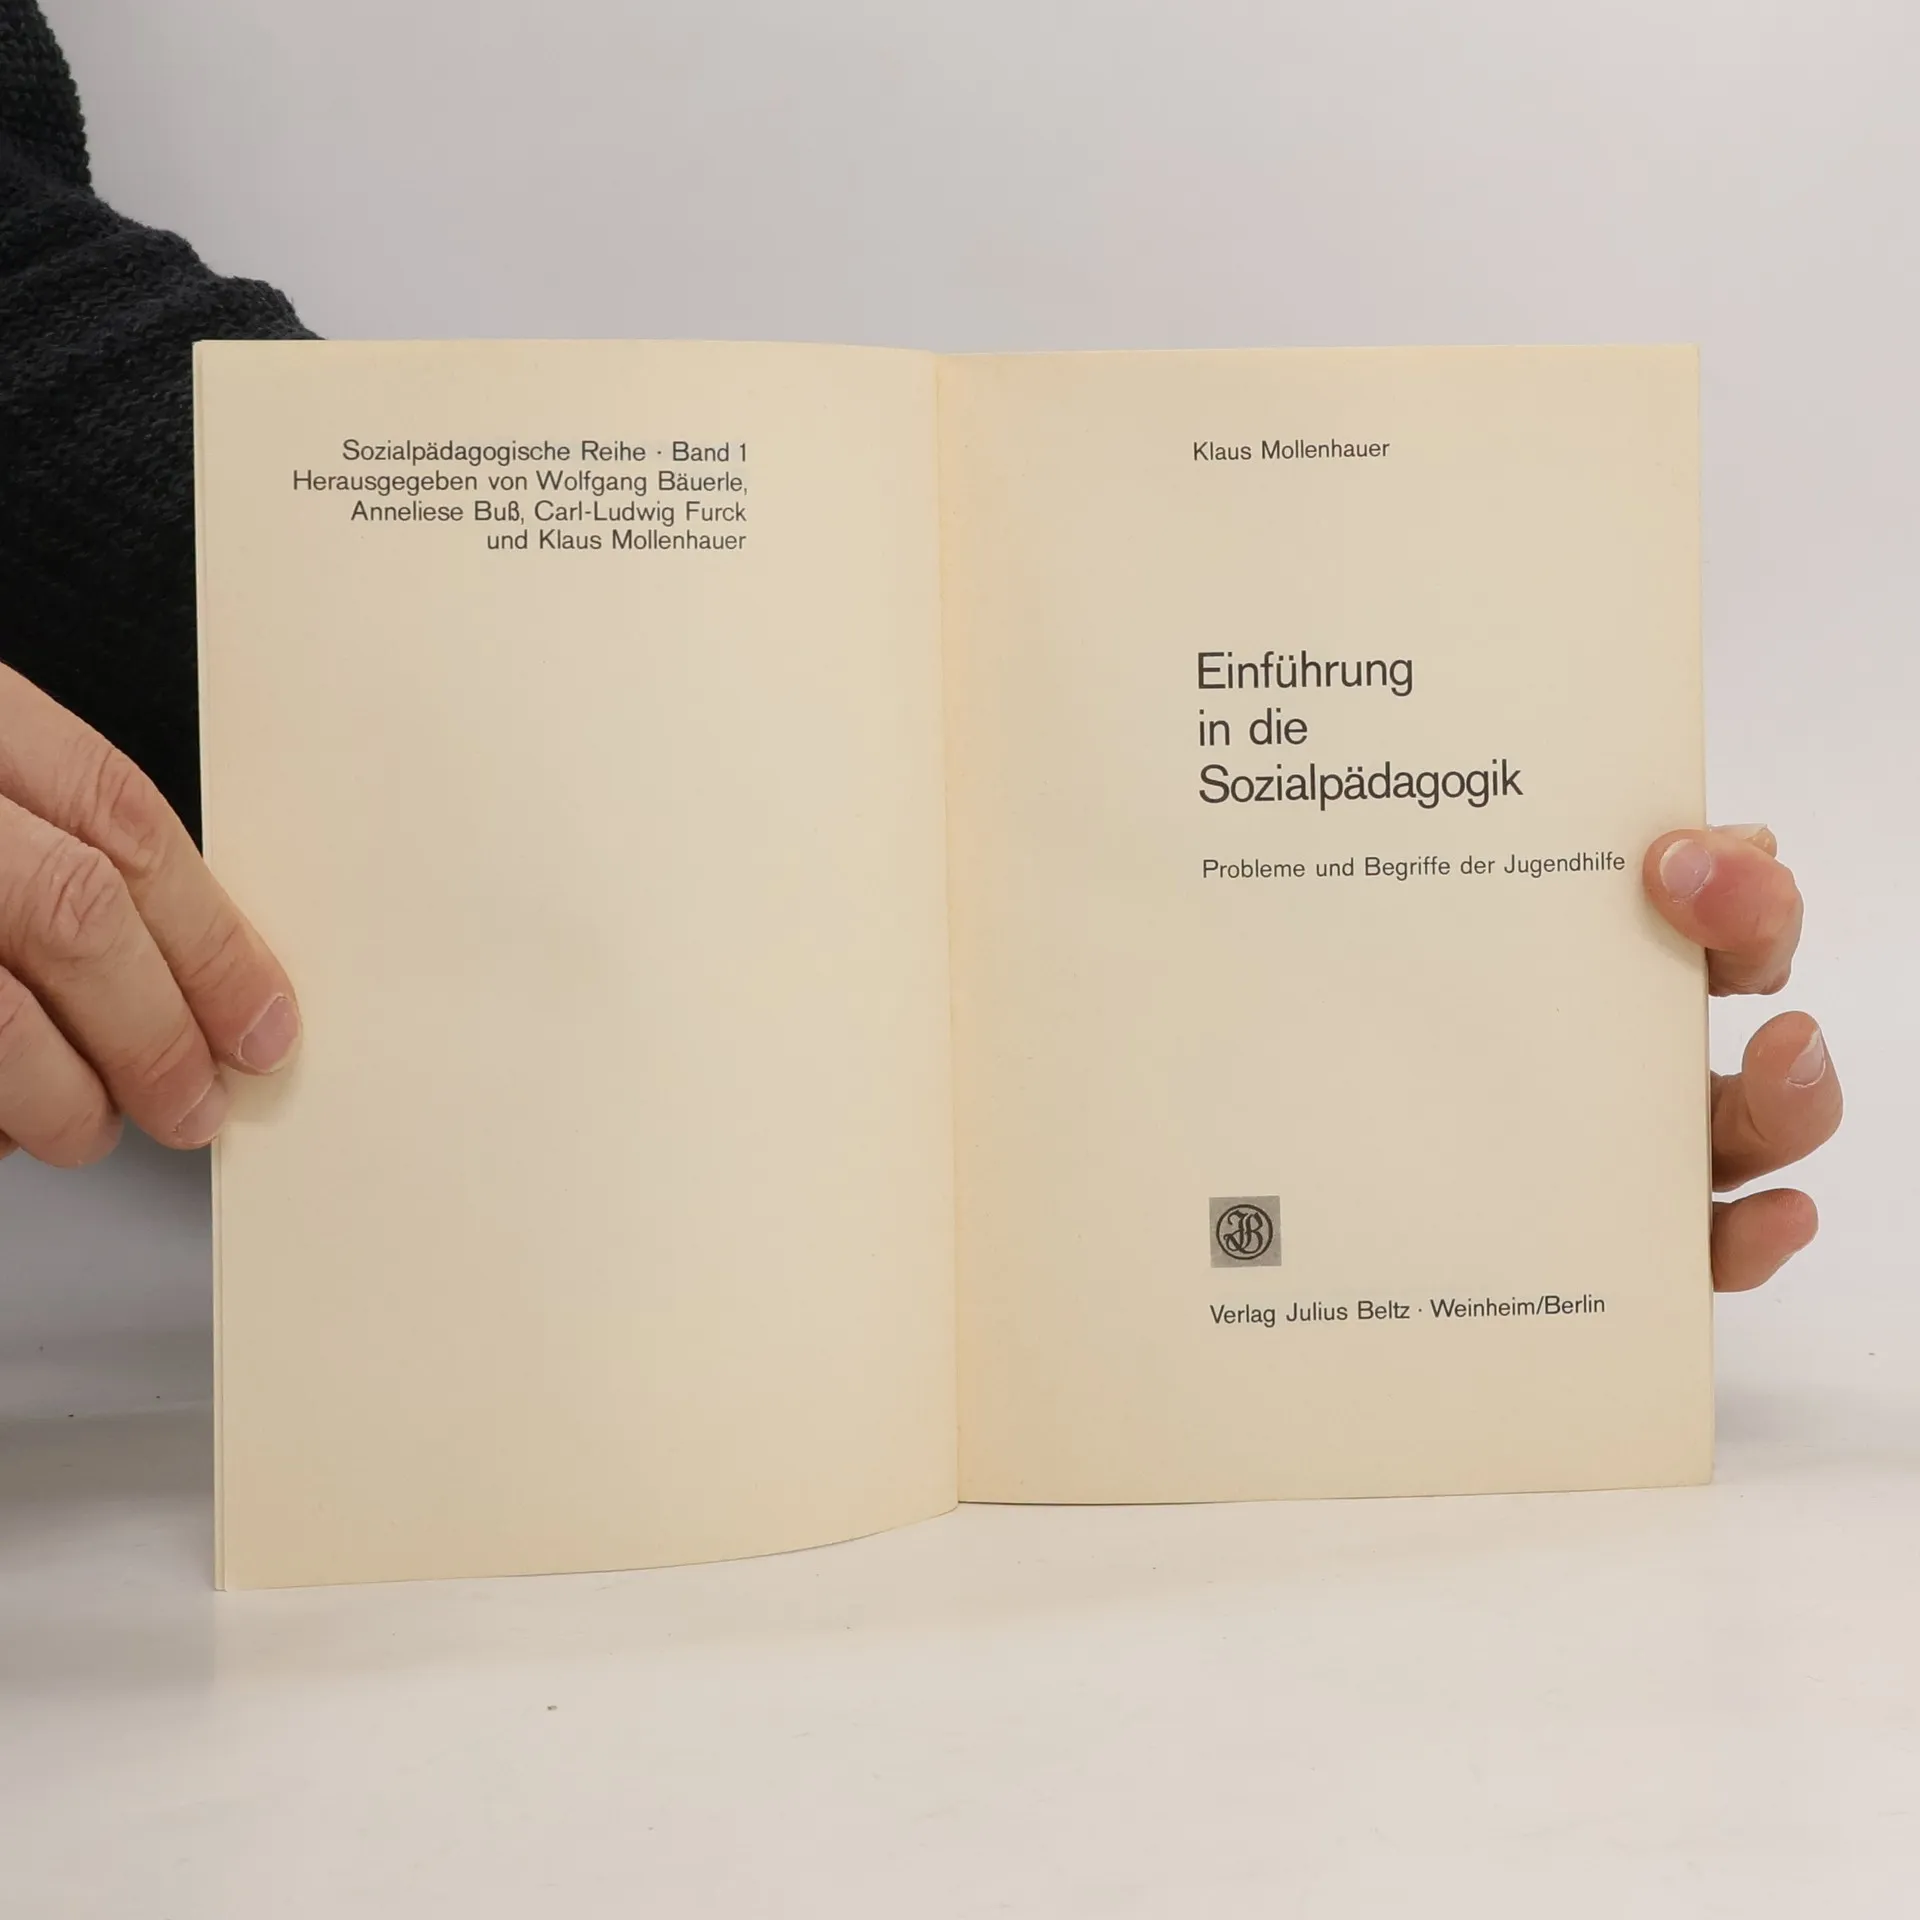 Sozialpädagogische Reihe · Band 1
Herausgegeben von Wolfgang Bäuerle,
Anneliese Buß, Carl-Ludwig Furck
und Klaus Mollenhauer
Klaus Mollenhauer
Einführung
in die
Sozialpädagogik
Probleme und Begriffe der Jugendhilfe
JB
Verlag Julius Beltz · Weinheim/Berlin